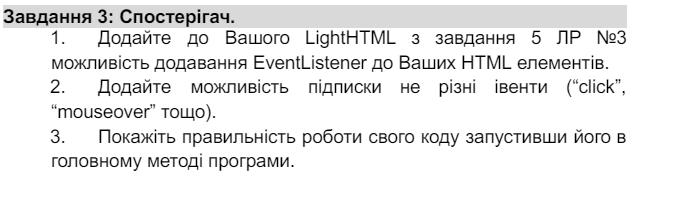 Завдання 3: Спостерігач.
1. Додайте до Вашого LightHTML з завдання 5 ЛР №3
можливість додавання EventListener до Ваших HTML елементів.
2. Додайте можливість підписки не різні івенти (“click”,
“mouseover” тощо).
3. Покажіть правильність роботи свого коду запустивши його в
головному методі програми.